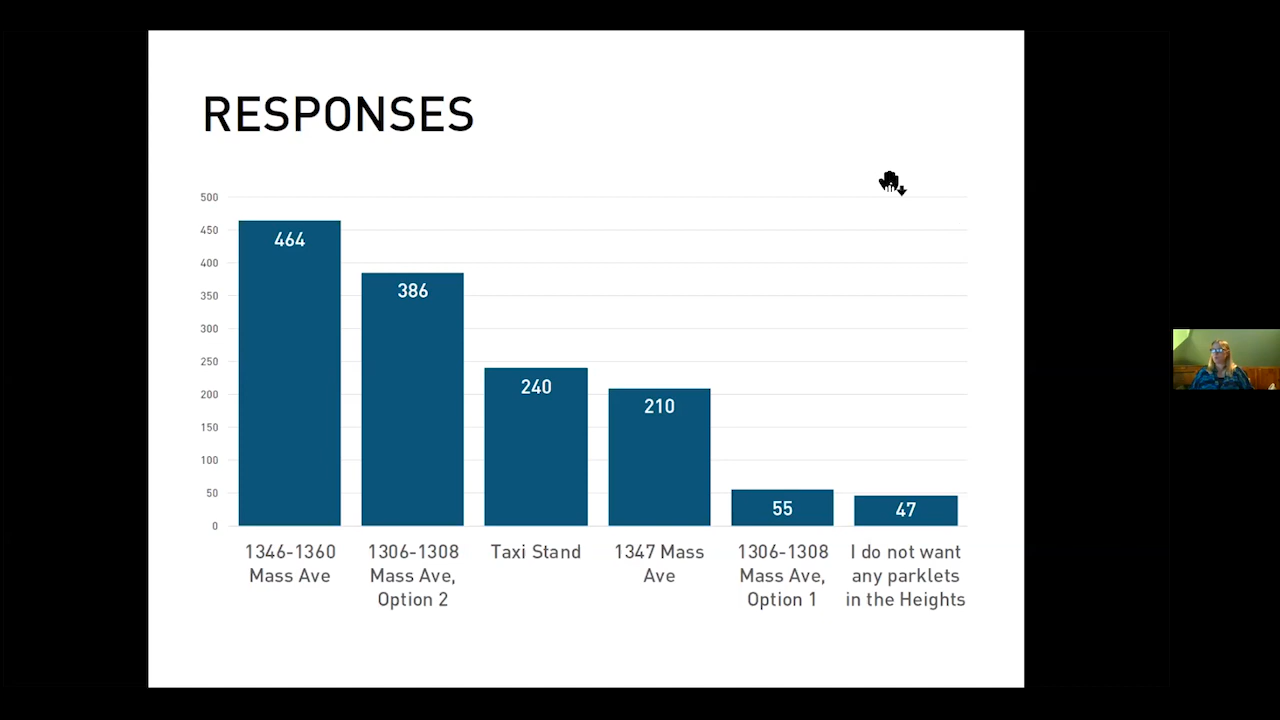 RESPONSES
500
450
400
350
300
250
200
150
100
50
0
464
386
240
210
55
47
1346-1360
Mass Ave
1306-1308
Mass Ave,
Option 2
Taxi Stand
1347 Mass
Ave
1306-1308
Mass Ave,
Option 1
I do not want
any parklets
in the Heights